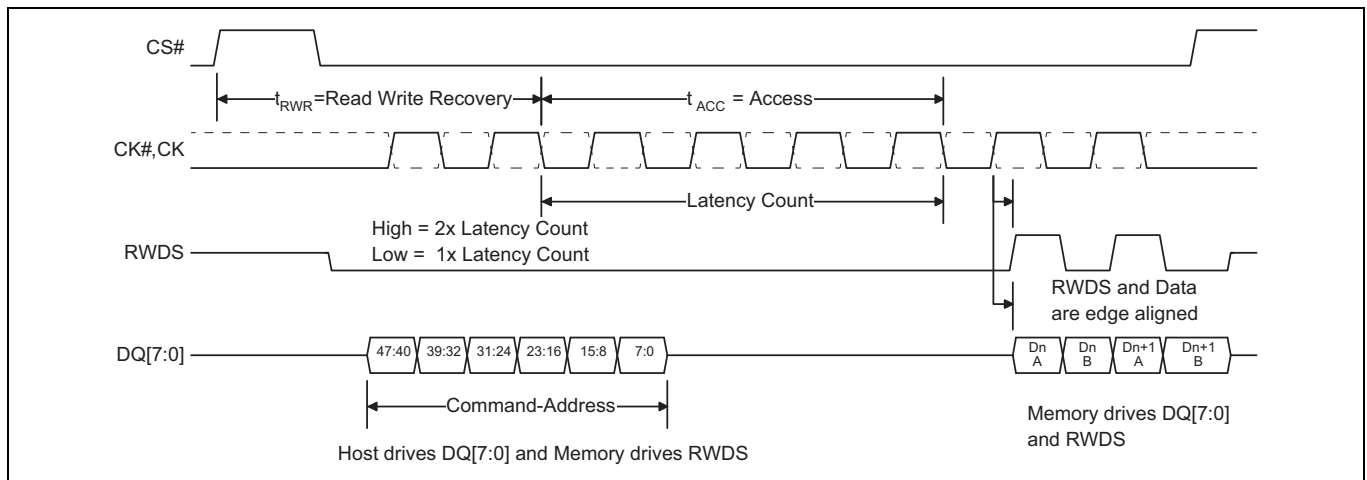 CS#
tRWR=Read Write Recovery
tACC = Access
CK#,CK
Latency Count
High = 2x Latency Count
Low = 1x Latency Count
RWDS
RWDS and Data
are edge aligned
DQ[7:0]
47:40 39:32 31:24 23:16 15:8 7:0
Dn A
Dn B
Dn+1 A
Dn+1 B
Command-Address
Memory drives DQ[7:0]
and RWDS
Host drives DQ[7:0] and Memory drives RWDS